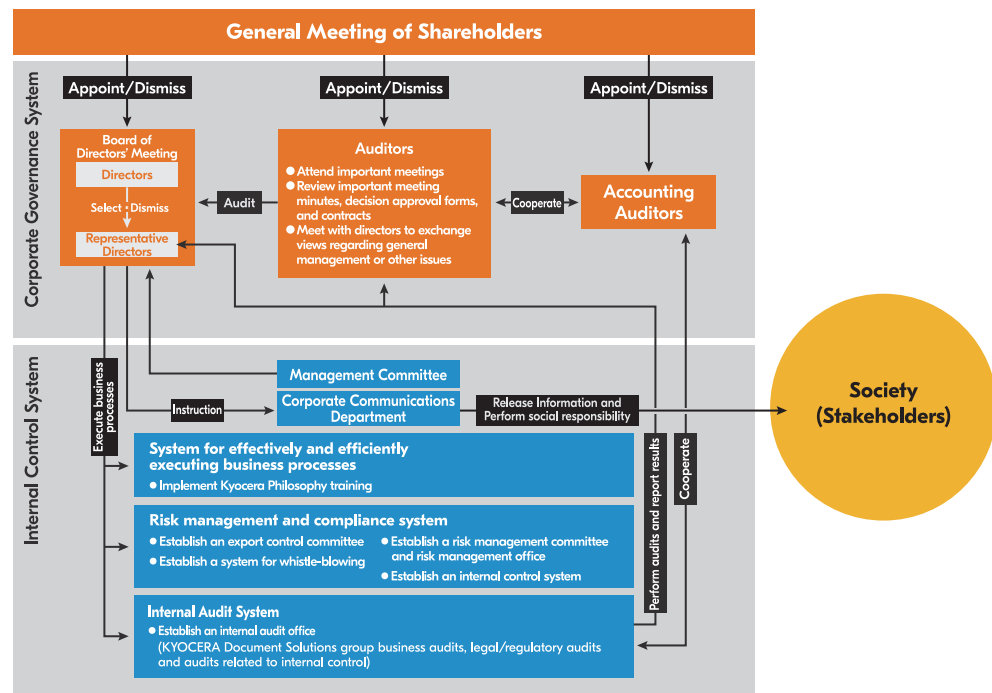 General Meeting of Shareholders
Corporate Governance System
Appoint/Dismiss
Appoint/Dismiss
Appoint/Dismiss
Board of
Directors' Meeting
Directors
Select · Dismiss
Representative
Directors
Audit
Auditors
● Attend important meetings
● Review important meeting
minutes, decision approval forms,
and contracts
● Meet with directors to exchange
views regarding general
management or other issues
Cooperate
Accounting
Auditors
Internal Control System
Execute business
processes
Management Committee
Instruction
Corporate Communications
Department
Release Information and
Perform social responsibility
Society
(Stakeholders)
System for effectively and efficiently
executing business processes
● Implement Kyocera Philosophy training
Risk management and compliance system
● Establish an export control committee
● Establish a system for whistle-blowing
● Establish a risk management committee
and risk management office
● Establish an internal control system
Internal Audit System
● Establish an internal audit office
(KYOCERA Document Solutions group business audits, legal/regulatory audits
and audits related to internal control)
Perform audits and report results
Cooperate